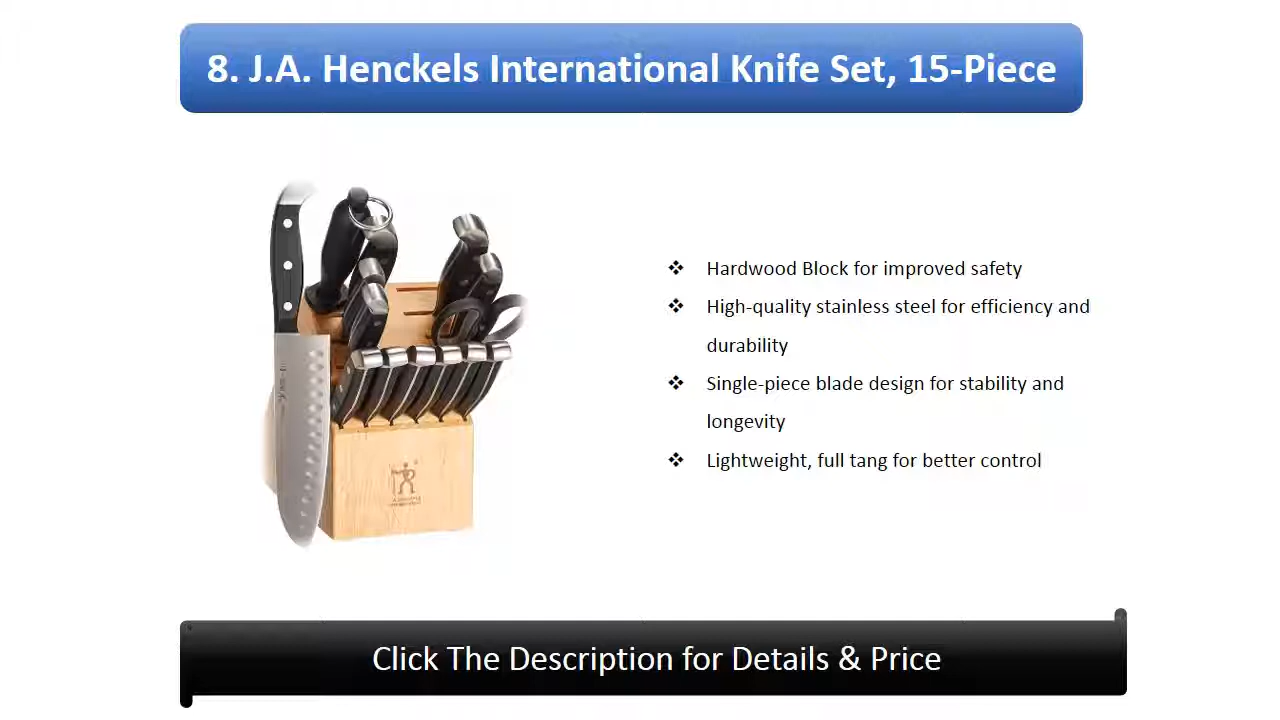 8. J.A. Henckels International Knife Set, 15-Piece
Hardwood Block for improved safety
High-quality stainless steel for efficiency and
durability
Single-piece blade design for stability and
longevity
Lightweight, full tang for better control
Click The Description for Details & Price